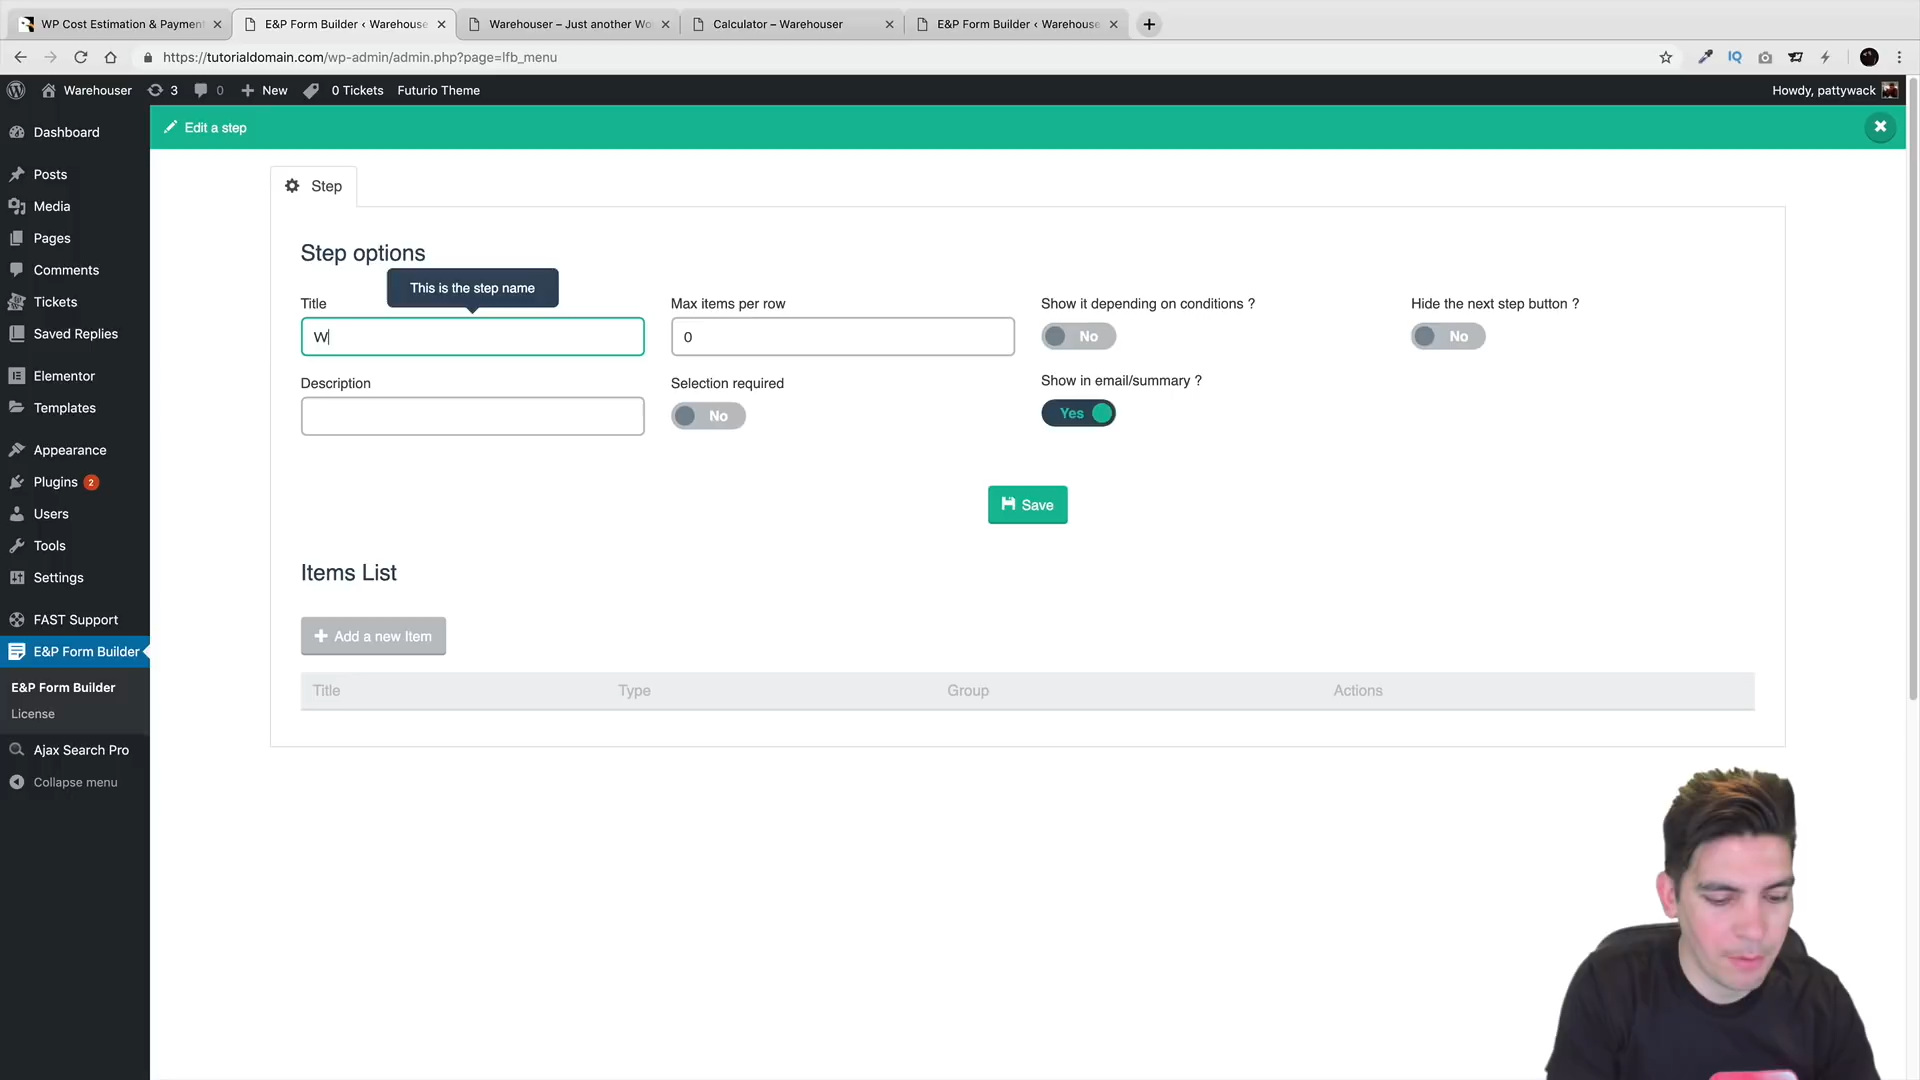 WP Cost Estimation & Payment
E&P Form Builder ‹ Warehouse
Warehouser – Just another Wo
Calculator – Warehouser
E&P Form Builder ‹ Warehouse
https://tutorialdomain.com/wp-admin/admin.php?page=lfb_menu
IQ
Warehouser
3
0
New
0 Tickets
Futurio Theme
Howdy, pattywack
Dashboard
Posts
Media
Pages
Comments
Tickets
Saved Replies
Elementor
Templates
Appearance
Plugins 2
Users
Tools
Settings
FAST Support
E&P Form Builder
E&P Form Builder
License
Ajax Search Pro
Collapse menu
Edit a step
Step
Step options
This is the step name
Title
W
Description
Max items per row
0
Selection required
No
Show it depending on conditions ?
No
Show in email/summary ?
Yes
Hide the next step button ?
No
Save
Items List
Add a new Item
Title Type Group Actions